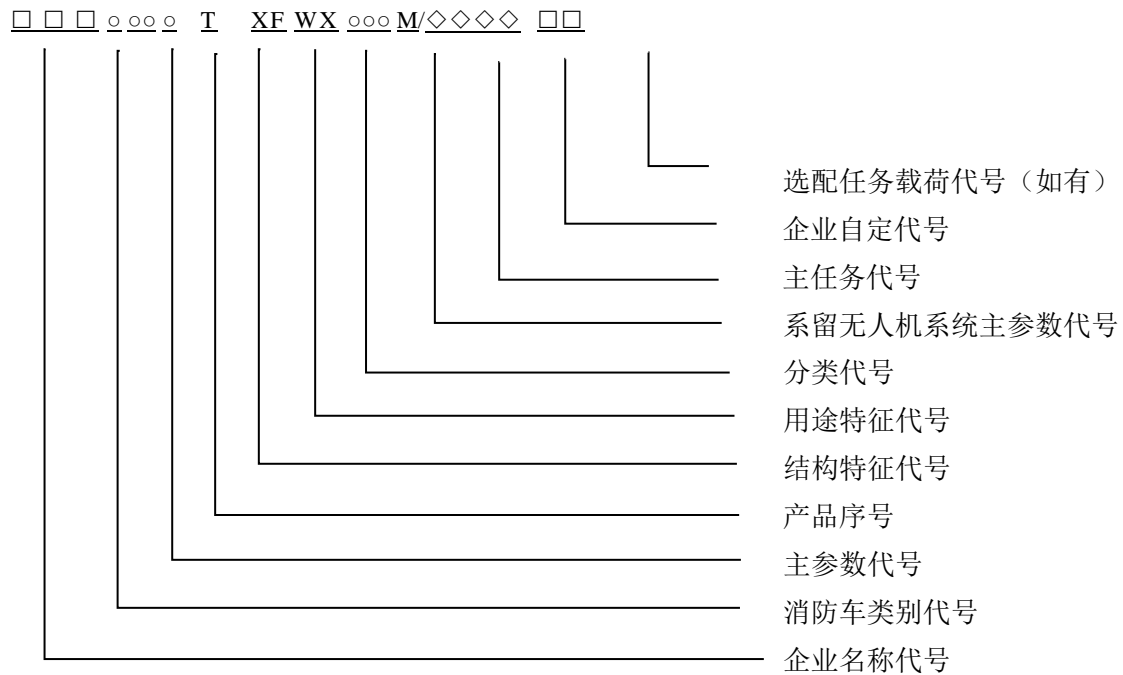 □ □ □ ○ ○○ ○ T XF WX ○○○ M/◇◇◇◇ □□
选配任务载荷代号（如有）
企业自定代号
主任务代号
系留无人机系统主参数代号
分类代号
用途特征代号
结构特征代号
产品序号
主参数代号
消防车类别代号
企业名称代号